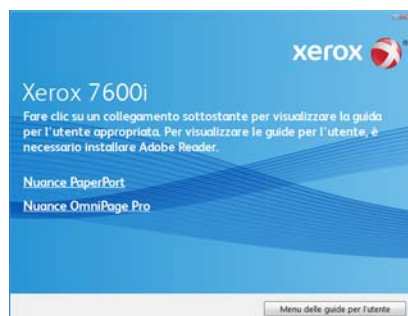 xerox
Xerox 7600i
Fare clic su un collegamento sottostante per visualizzare la guida
per l'utente appropriata. Per visualizzare le guide per l'utente, è
necessario installare Adobe Reader.
Nuance PaperPort
Nuance OmniPage Pro
Menu delle guide per l'utente